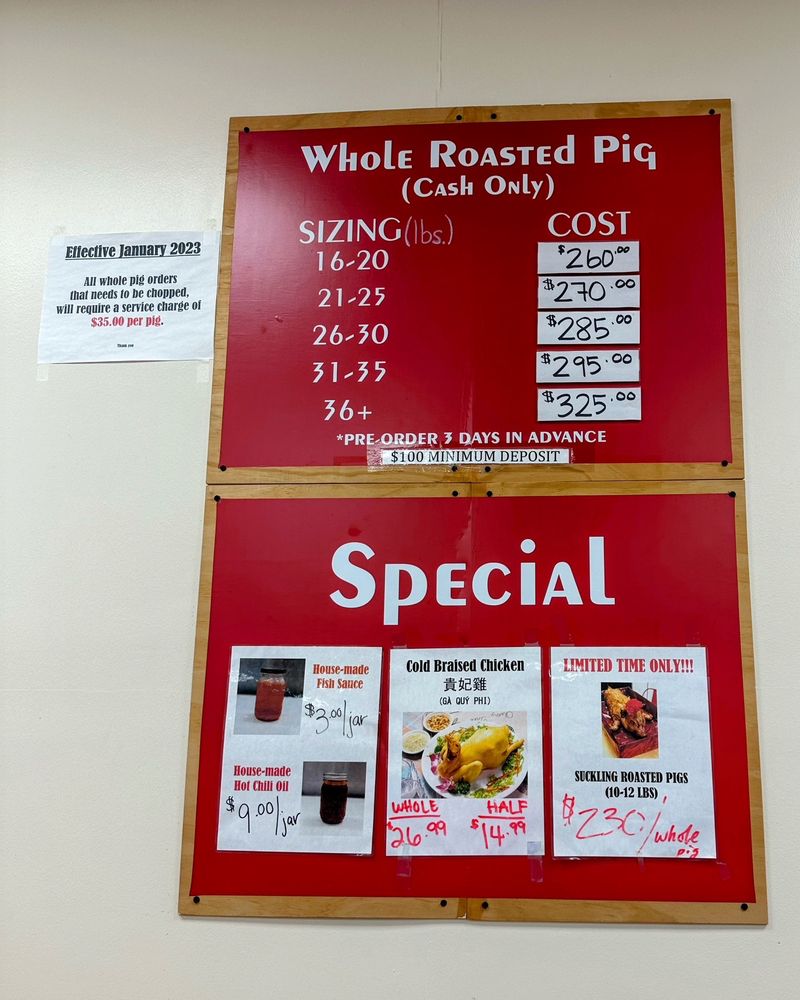 Whole Roasted Pig
(Cash Only)
SIZING (lbs.) COST
16-20 $260.00
21-25 $270.00
26-30 $285.00
31-35 $295.00
36+ $325.00
*PRE-ORDER 3 DAYS IN ADVANCE
$100 MINIMUM DEPOSIT
Effective January 2023
All whole pig orders
that needs to be chopped,
will require a service charge of
$35.00 per pig.
Thank you
Special
House-made
Fish Sauce
$3.00/jar
House-made
Hot Chili Oil
$9.00/jar
Cold Braised Chicken
貴妃雞
(GÀ QUÝ PHI)
WHOLE HALF
$26.99 $14.99
LIMITED TIME ONLY!!!
SUCKLING ROASTED PIGS
(10-12 LBS)
$230/whole
pig